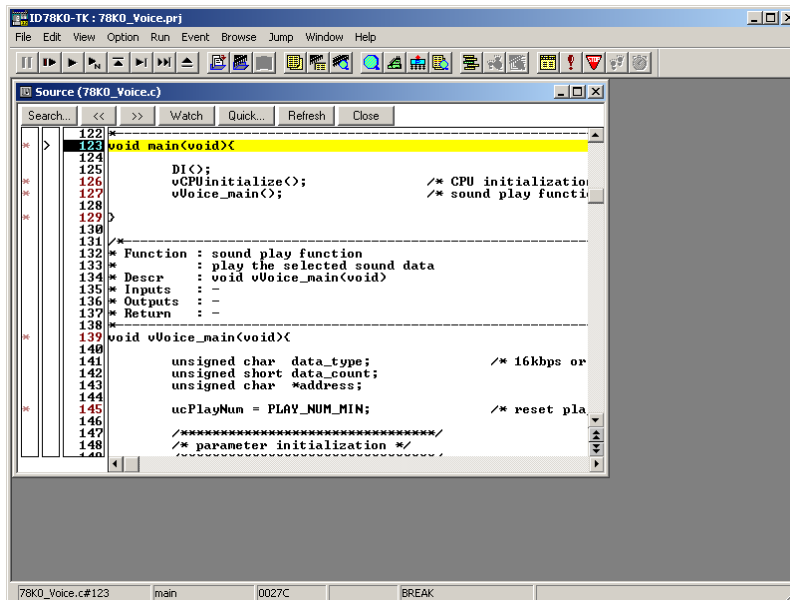 ID78K0-TK : 78K0_Voice.prj
File Edit View Option Run Event Browse Jump Window Help
Source (78K0_Voice.c)
Search... << >> Watch Quick... Refresh Close
122 *------------------------------------------------------------
* > 123 void main(void){
124
125 DI();
* 126 vCPUinitialize(); /* CPU initialization
* 127 vVoice_main(); /* sound play functi
128
* 129 }
130
131 /*------------------------------------------------------------
132 * Function : sound play function
133 * : play the selected sound data
134 * Descr : void vVoice_main(void)
135 * Inputs : -
136 * Outputs : -
137 * Return : -
138 *------------------------------------------------------------
* 139 void vVoice_main(void){
140
141 unsigned char data_type; /* 16kbps or
142 unsigned short data_count;
143 unsigned char *address;
144
* 145 ucPlayNum = PLAY_NUM_MIN; /* reset pla
146
147 /********************************/
148 /* parameter initialization */
149 /********************************/
78K0_Voice.c#123 main 0027C BREAK